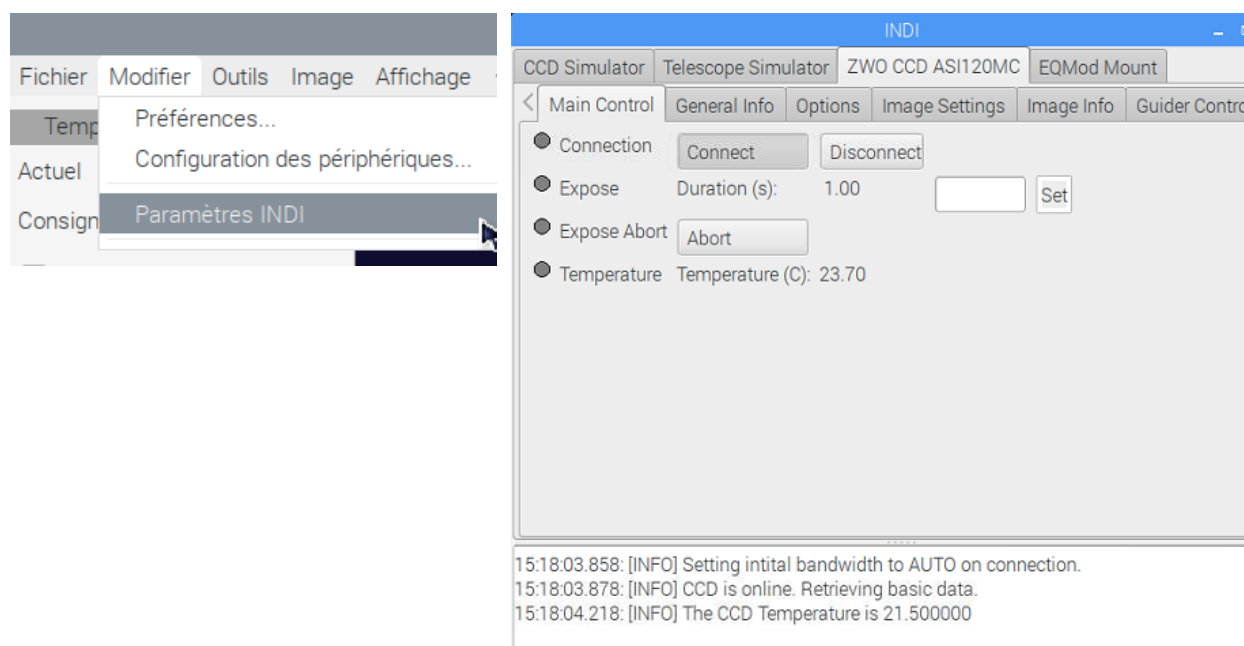 Fichier Modifier Outils Image Affichage
Préférences...
Configuration des périphériques...
Actuel
Paramètres INDI
INDI
CCD Simulator Telescope Simulator ZWO CCD ASI120MC EQMod Mount
Main Control General Info Options Image Settings Image Info Guider Contro
Connection Connect Disconnect
Expose Duration (s): 1.00 Set
Expose Abort Abort
Temperature Temperature (C): 23.70
15:18:03.858: [INFO] Setting intital bandwidth to AUTO on connection.
15:18:03.878: [INFO] CCD is online. Retrieving basic data.
15:18:04.218: [INFO] The CCD Temperature is 21.500000